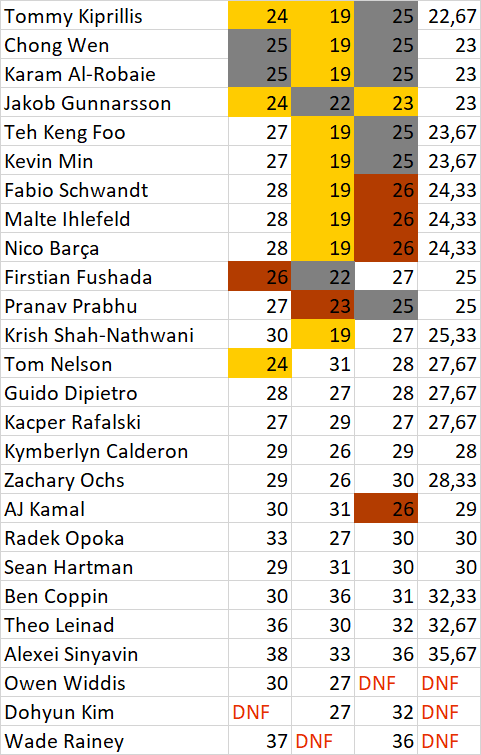 Tommy Kiprillis 24 19 25 22,67
Chong Wen 25 19 25 23
Karam Al-Robaie 25 19 25 23
Jakob Gunnarsson 24 22 23 23
Teh Keng Foo 27 19 25 23,67
Kevin Min 27 19 25 23,67
Fabio Schwandt 28 19 26 24,33
Malte Ihlefeld 28 19 26 24,33
Nico Barça 28 19 26 24,33
Firstian Fushada 26 22 27 25
Pranav Prabhu 27 23 25 25
Krish Shah-Nathwani 30 19 27 25,33
Tom Nelson 24 31 28 27,67
Guido Dipietro 28 27 28 27,67
Kacper Rafalski 27 29 27 27,67
Kymberlyn Calderon 29 26 29 28
Zachary Ochs 29 26 30 28,33
AJ Kamal 30 31 26 29
Radek Opoka 33 27 30 30
Sean Hartman 29 31 30 30
Ben Coppin 30 36 31 32,33
Theo Leinad 36 30 32 32,67
Alexei Sinyavin 38 33 36 35,67
Owen Widdis 30 27 DNF DNF
Dohyun Kim DNF 27 32 DNF
Wade Rainey 37 DNF 36 DNF